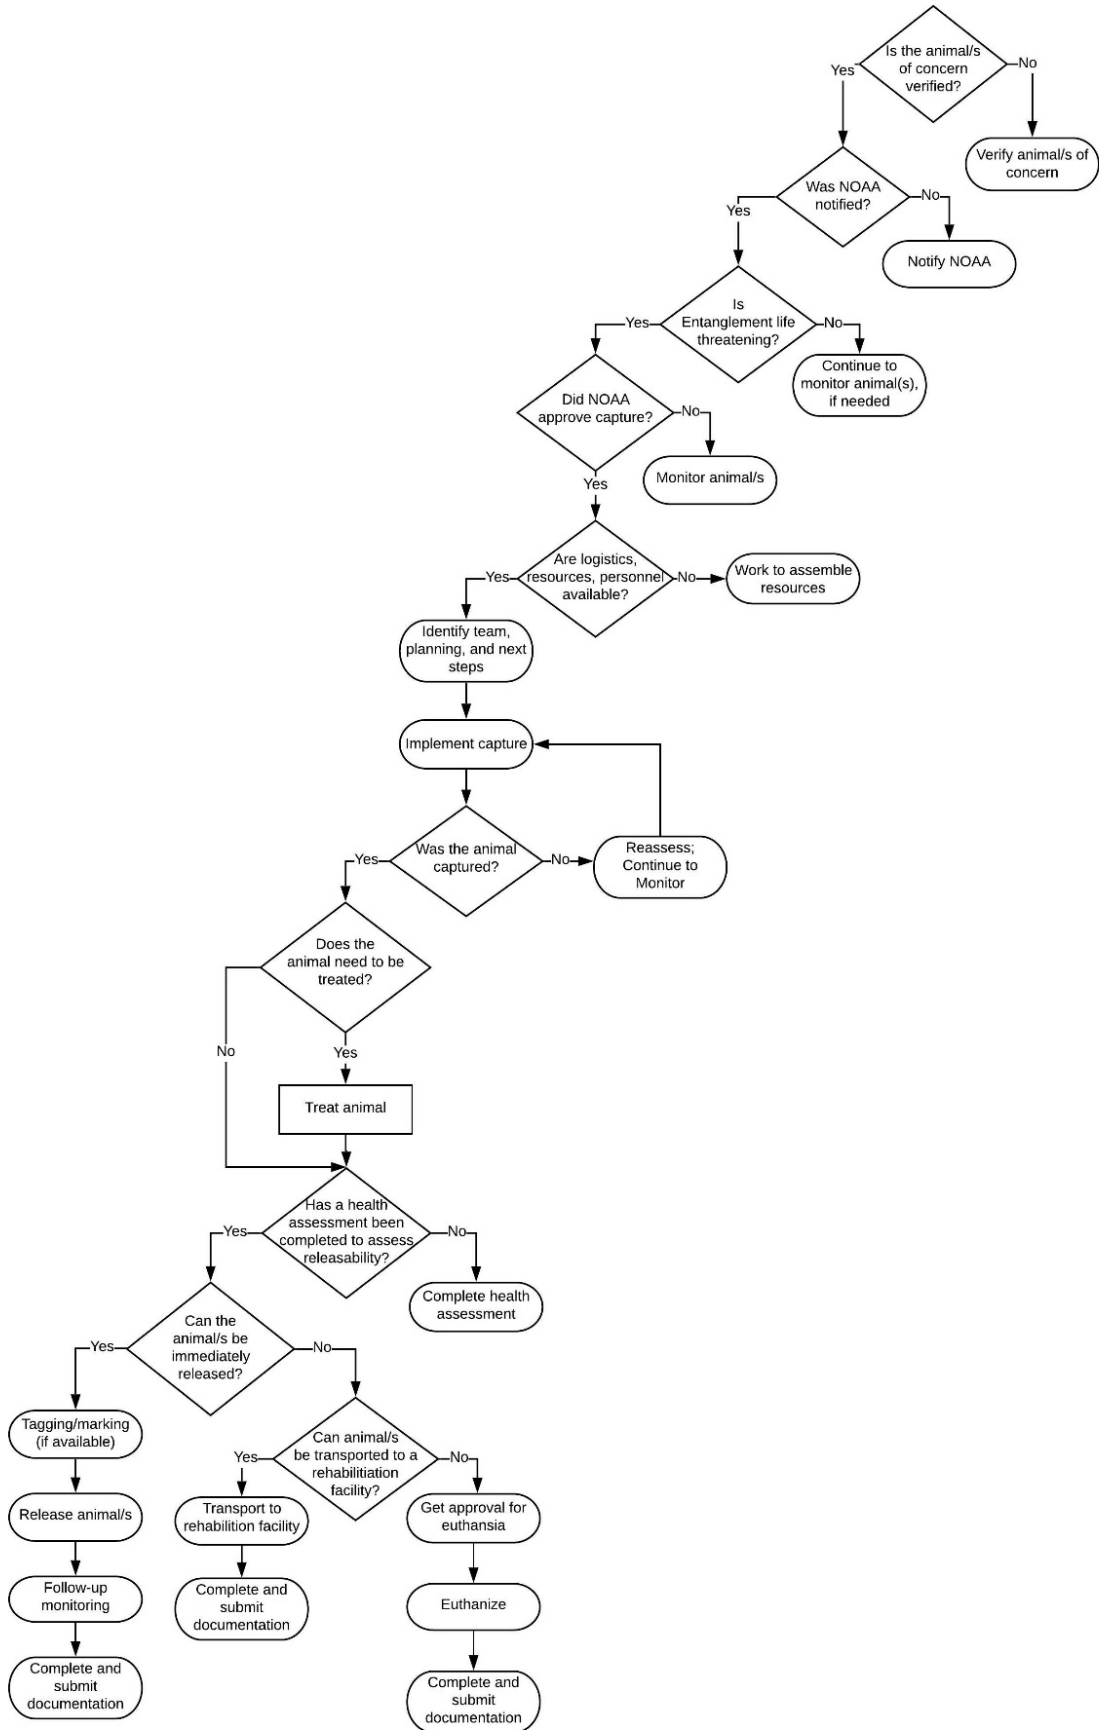 Is the animal/s
of concern
verified?
Yes
No
Verify animal/s of
concern
Was NOAA
notified?
Yes
No
Notify NOAA
Is
Entanglement life
threatening?
Yes
No
Continue to
monitor animal(s),
if needed
Did NOAA
approve capture?
No
Monitor animal/s
Yes
Are logistics,
resources, personnel
available?
Yes
No
Work to assemble
resources
Identify team,
planning, and next
steps
Implement capture
Was the animal
captured?
Yes
No
Reassess;
Continue to
Monitor
Does the
animal need to be
treated?
No
Yes
Treat animal
Has a health
assessment been
completed to assess
releasability?
Yes
No
Complete health
assessment
Can the
animal/s be
immediately
released?
Yes
No
Tagging/marking
(if available)
Release animal/s
Follow-up
monitoring
Complete and
submit
documentation
Can animal/s
be transported to a
rehabilitiation
facility?
Yes
No
Transport to
rehabilition facility
Complete and
submit
documentation
Get approval for
euthansia
Euthanize
Complete and
submit
documentation